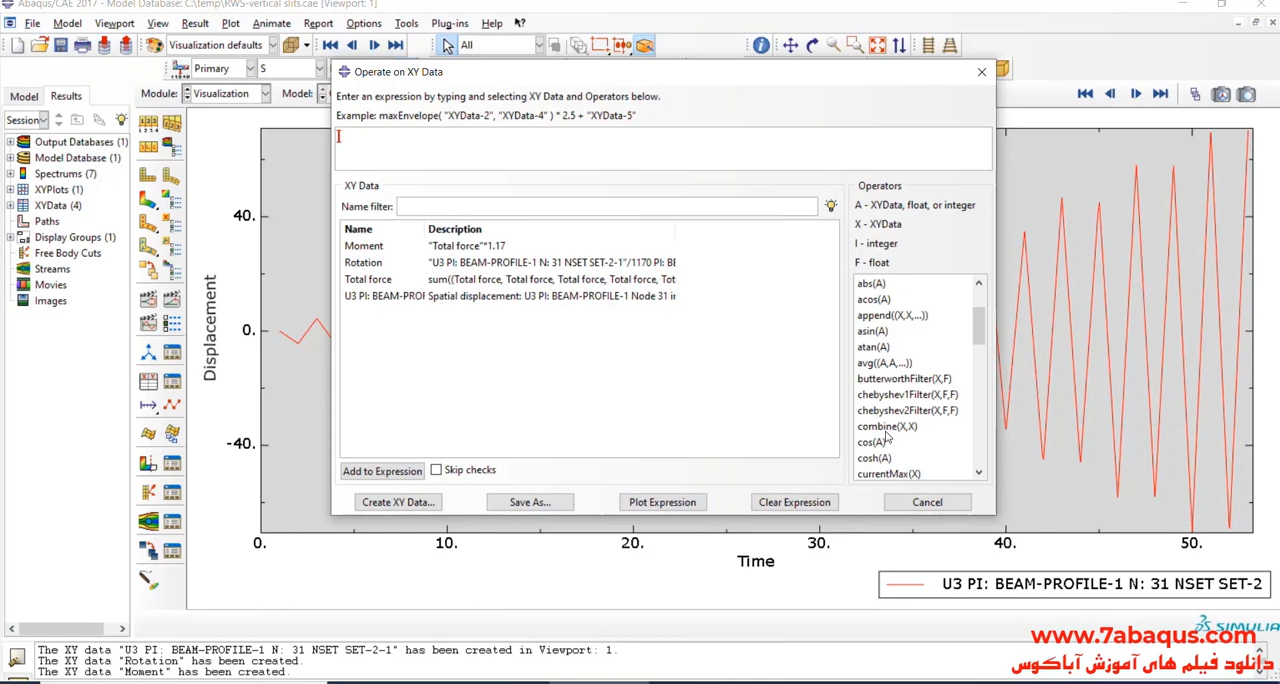 Abaqus/CAE 2017 - Model Database: C:\temp\RWS-vertical slits.cae [Viewport: 1]
File Model Viewport View Result Plot Animate Report Options Tools Plug-ins Help
Visualization defaults All
Primary S
Model Results Module: Visualization Model:
Session
Output Databases (1)
Model Database (1)
Spectrums (7)
XYPlots (1)
XYData (4)
Paths
Display Groups (1)
Free Body Cuts
Streams
Movies
Images
Operate on XY Data
Enter an expression by typing and selecting XY Data and Operators below.
Example: maxEnvelope( "XYData-2", "XYData-4" ) * 2.5 + "XYData-5"
XY Data
Name filter:
Name Description
Moment "Total force"*1.17
Rotation "U3 PI: BEAM-PROFILE-1 N: 31 NSET SET-2-1"/1170 PI: BE
Total force sum((Total force, Total force, Total force, Total force, Tot
U3 PI: BEAM-PROF Spatial displacement: U3 PI: BEAM-PROFILE-1 Node 31 in
Add to Expression Skip checks
Operators
A - XYData, float, or integer
X - XYData
I - integer
F - float
abs(A)
acos(A)
append((X,X,...))
asin(A)
atan(A)
avg((A,A,...))
butterworthFilter(X,F)
chebyshev1Filter(X,F,F)
chebyshev2Filter(X,F,F)
combine(X,X)
cos(A)
cosh(A)
currentMax(X)
Create XY Data... Save As... Plot Expression Clear Expression Cancel
40.
0.
-40.
Displacement
0. 10. 20. 30. 40. 50.
Time
U3 PI: BEAM-PROFILE-1 N: 31 NSET SET-2
SIMULIA
The XY data "U3 PI: BEAM-PROFILE-1 N: 31 NSET SET-2-1" has been created in Viewport: 1.
The XY data "Rotation" has been created.
The XY data "Moment" has been created.
www.7abaqus.com
دانلود فیلم های آموزش آباکوس